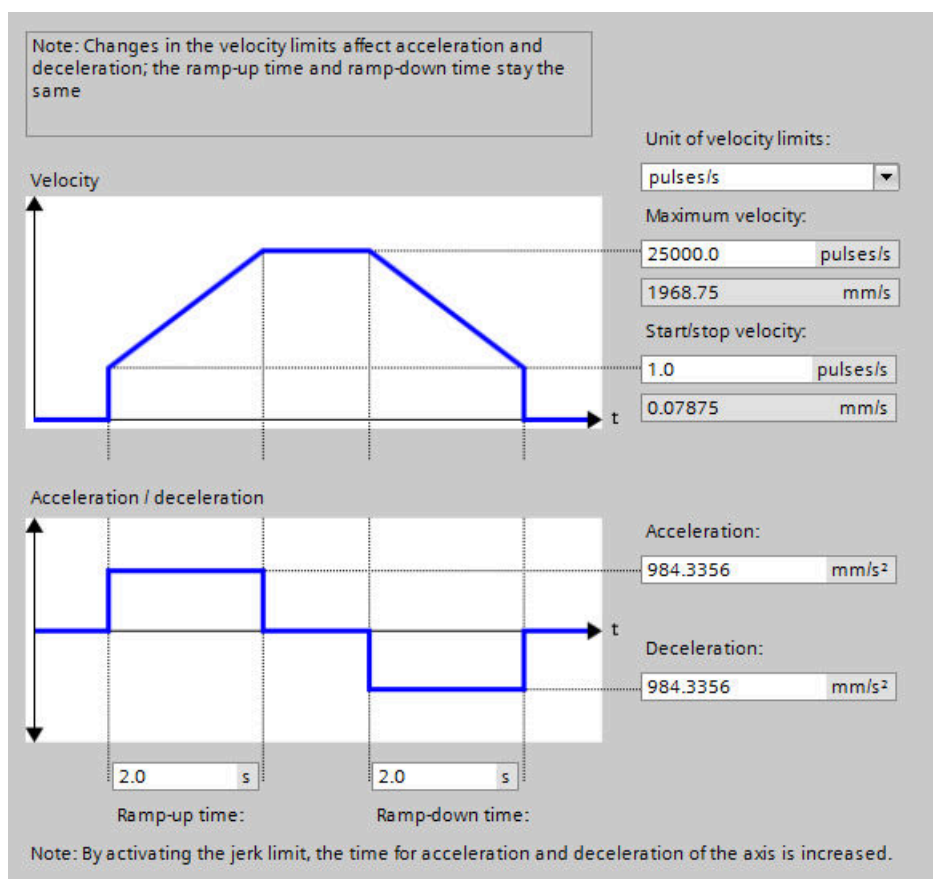 Note: Changes in the velocity limits affect acceleration and
deceleration; the ramp-up time and ramp-down time stay the
same
Unit of velocity limits:
pulses/s
Velocity
Maximum velocity:
25000.0 pulses/s
1968.75 mm/s
Start/stop velocity:
1.0 pulses/s
0.07875 mm/s
t
Acceleration / deceleration
Acceleration:
984.3356 mm/s²
t
Deceleration:
984.3356 mm/s²
2.0 s 2.0 s
Ramp-up time: Ramp-down time:
Note: By activating the jerk limit, the time for acceleration and deceleration of the axis is increased.